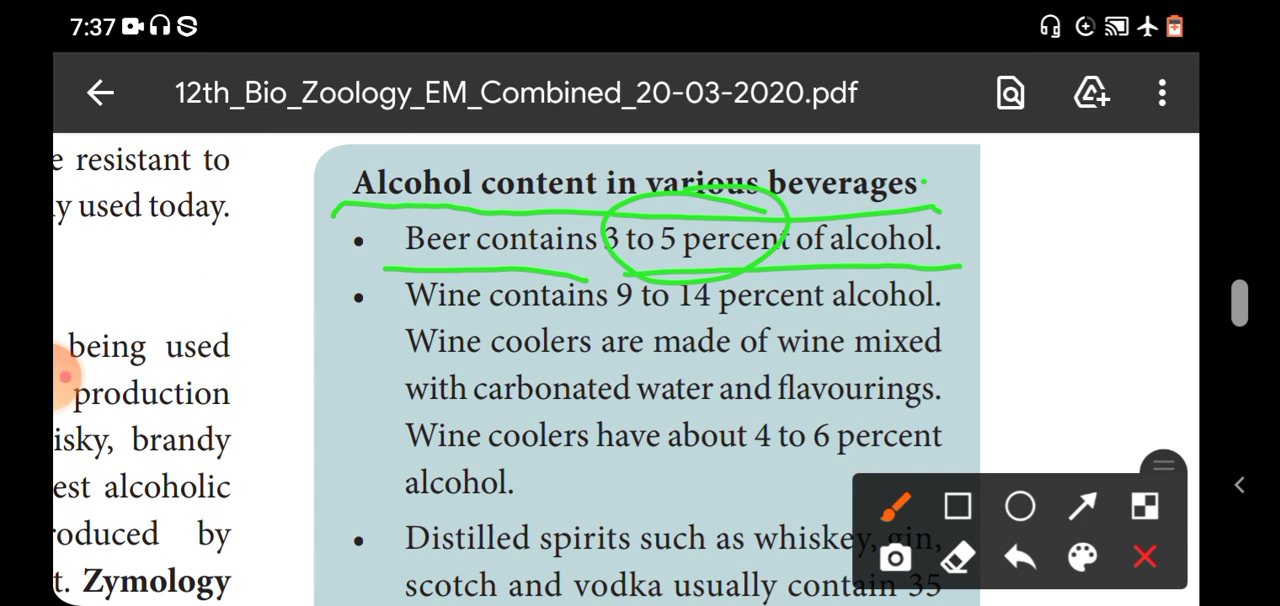 7:37
12th_Bio_Zoology_EM_Combined_20-03-2020.pdf
e resistant to
y used today.
being used
production
isky, brandy
est alcoholic
roduced by
t. Zymology
Alcohol content in various beverages
• Beer contains 3 to 5 percent of alcohol.
• Wine contains 9 to 14 percent alcohol.
Wine coolers are made of wine mixed
with carbonated water and flavourings.
Wine coolers have about 4 to 6 percent
alcohol.
• Distilled spirits such as whiskey, gin,
scotch and vodka usually contain 35